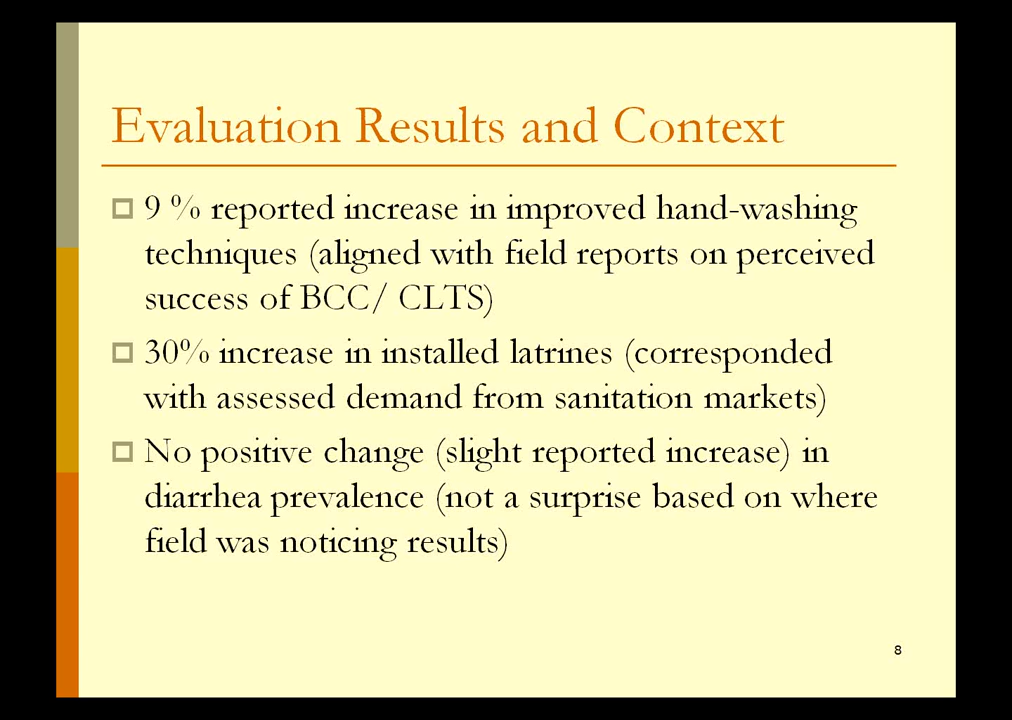 Evaluation Results and Context
9 % reported increase in improved hand-washing
techniques (aligned with field reports on perceived
success of BCC/ CLTS)
30% increase in installed latrines (corresponded
with assessed demand from sanitation markets)
No positive change (slight reported increase) in
diarrhea prevalence (not a surprise based on where
field was noticing results)
8